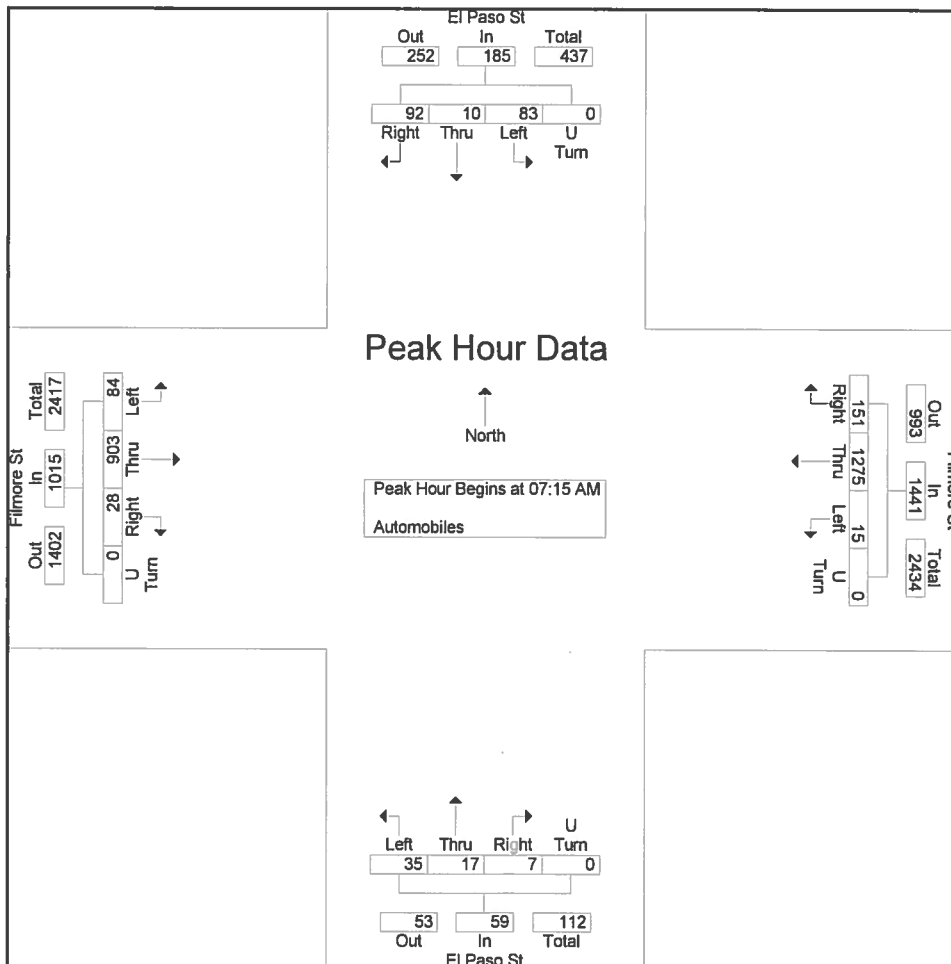 El Paso St
Out In Total
252 185 437
92 10 83 0
Right Thru Left U Turn
Peak Hour Data
North
Peak Hour Begins at 07:15 AM
Automobiles
Filmore St
Total In Out
2417 1015 1402
84 903 28 0
Left Thru Right U Turn
Right Thru Left U Turn
151 1275 15 0
Out In Total
993 1441 2434
Left Thru Right U Turn
35 17 7 0
53 59 112
Out In Total
El Paso St